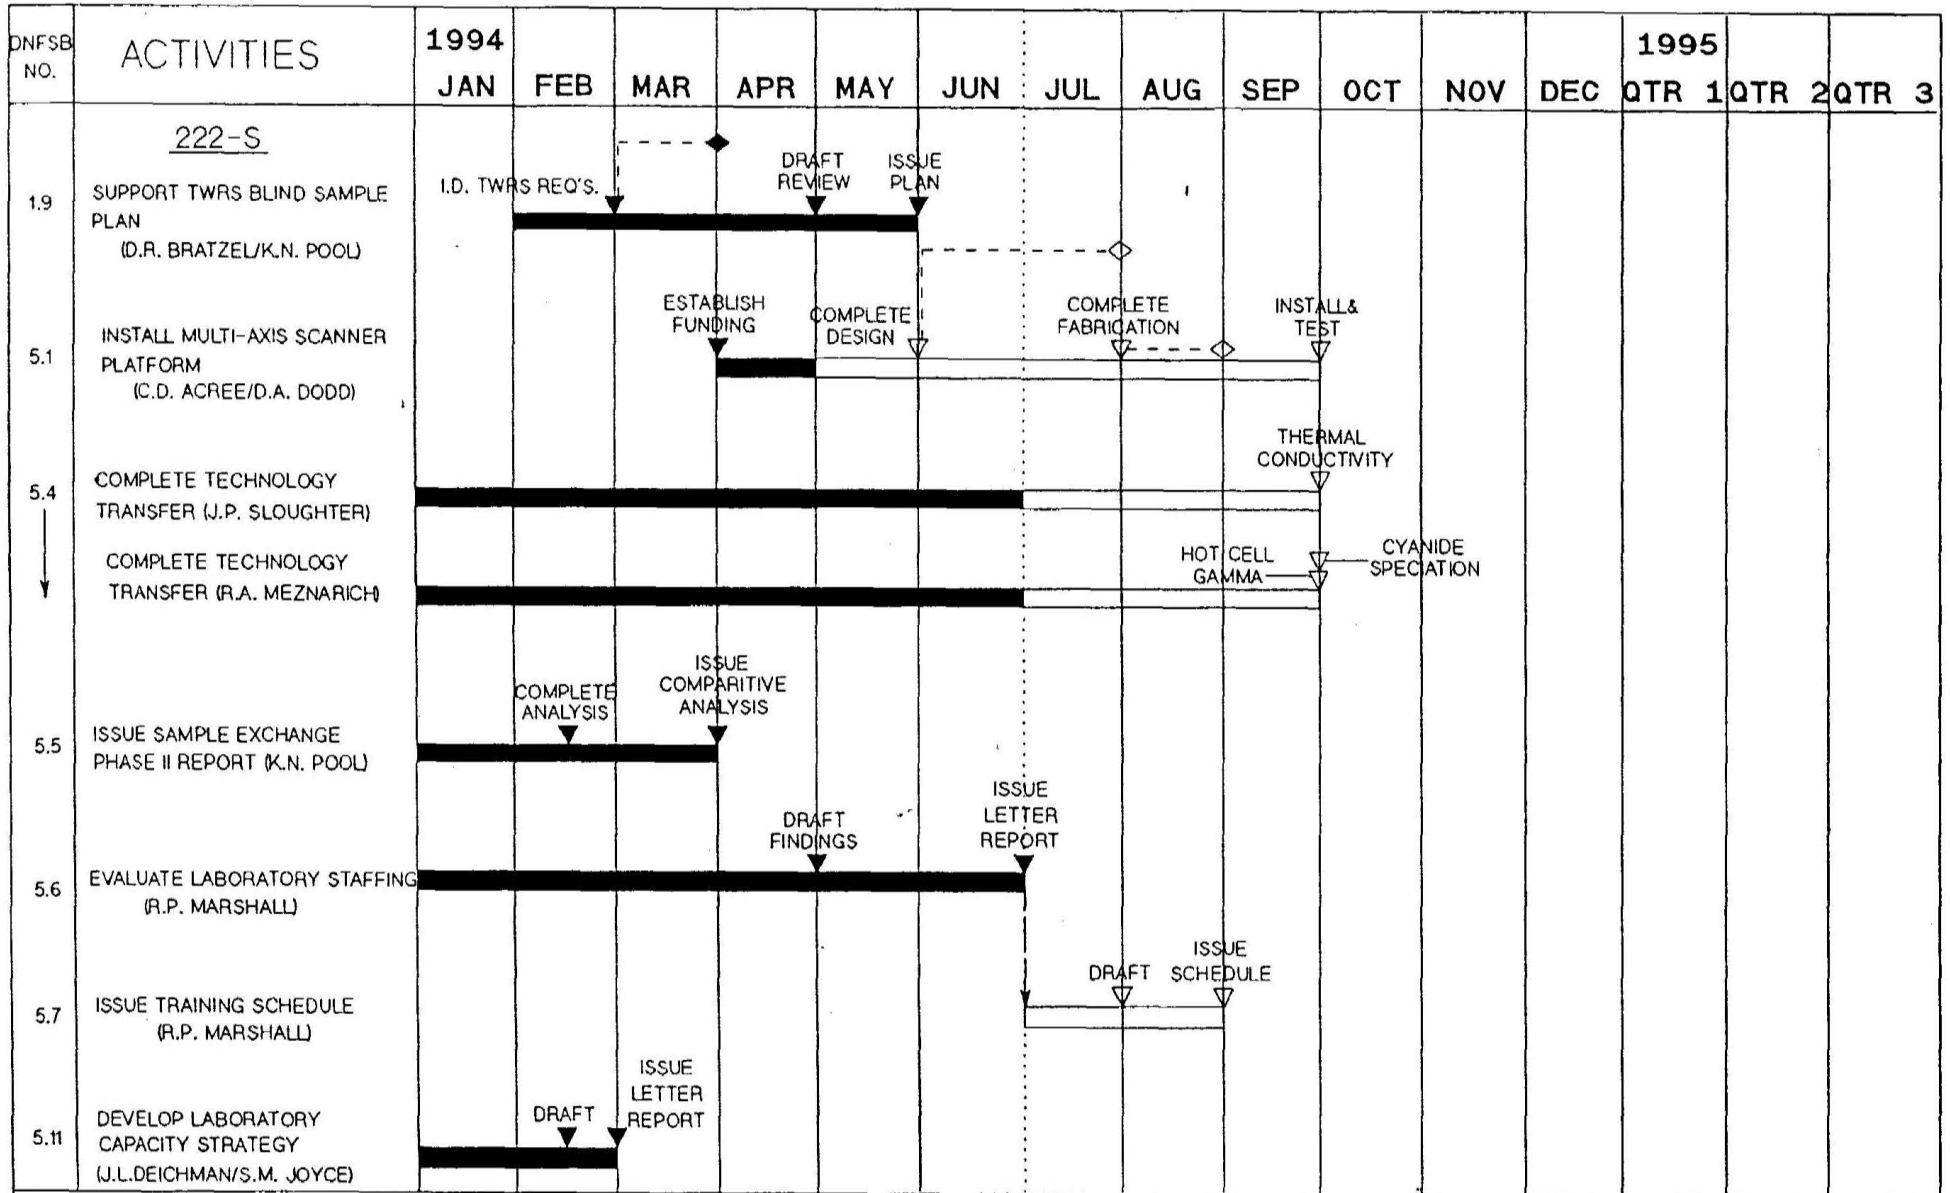 DNFSB
NO.
ACTIVITIES
1994
1995
JAN FEB MAR APR MAY JUN JUL AUG SEP OCT NOV DEC QTR 1 QTR 2 QTR 3
222-S
1.9
SUPPORT TWRS BLIND SAMPLE
PLAN
(D.R. BRATZEL/K.N. POOL)
I.D. TWRS REQ'S.
DRAFT
REVIEW
ISSUE
PLAN
5.1
INSTALL MULTI-AXIS SCANNER
PLATFORM
(C.D. ACREE/D.A. DODD)
ESTABLISH
FUNDING
COMPLETE
DESIGN
COMPLETE
FABRICATION
INSTALL&
TEST
5.4
COMPLETE TECHNOLOGY
TRANSFER (J.P. SLOUGHTER)
THERMAL
CONDUCTIVITY
COMPLETE TECHNOLOGY
TRANSFER (R.A. MEZNARICH)
HOT CELL
GAMMA
CYANIDE
SPECIATION
5.5
ISSUE SAMPLE EXCHANGE
PHASE II REPORT (K.N. POOL)
COMPLETE
ANALYSIS
ISSUE
COMPARITIVE
ANALYSIS
5.6
EVALUATE LABORATORY STAFFING
(R.P. MARSHALL)
DRAFT
FINDINGS
ISSUE
LETTER
REPORT
5.7
ISSUE TRAINING SCHEDULE
(R.P. MARSHALL)
DRAFT
ISSUE
SCHEDULE
5.11
DEVELOP LABORATORY
CAPACITY STRATEGY
(J.L.DEICHMAN/S.M. JOYCE)
DRAFT
ISSUE
LETTER
REPORT